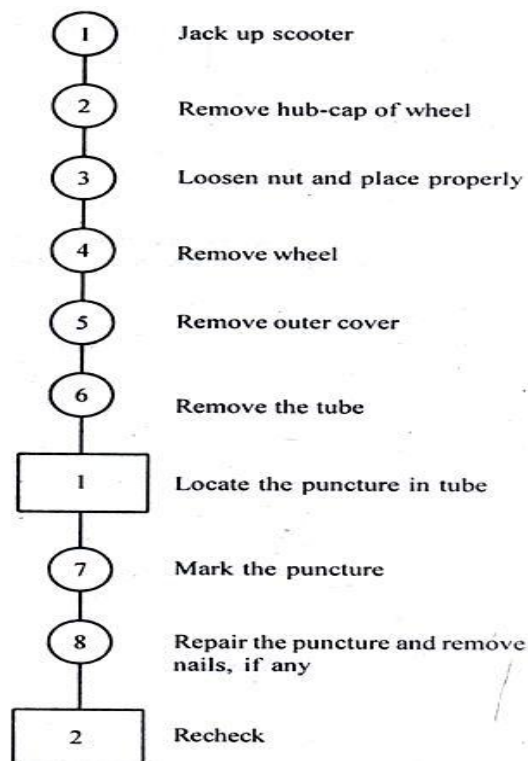 1 Jack up scooter
2 Remove hub-cap of wheel
3 Loosen nut and place properly
4 Remove wheel
5 Remove outer cover
6 Remove the tube
1 Locate the puncture in tube
7 Mark the puncture
8 Repair the puncture and remove
nails, if any
2 Recheck